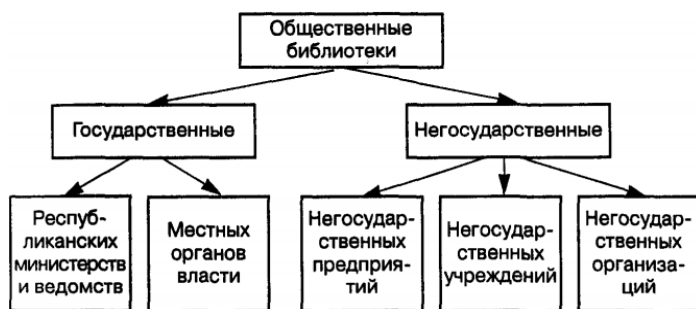 Общественные
библиотеки
Государственные
Негосударственные
Респуб-
ликанских
министерств
и ведомств
Местных
органов
власти
Негосудар-
ственных
предприя-
тий
Негосудар-
ственных
учреждений
Негосудар-
ственных
организа-
ций